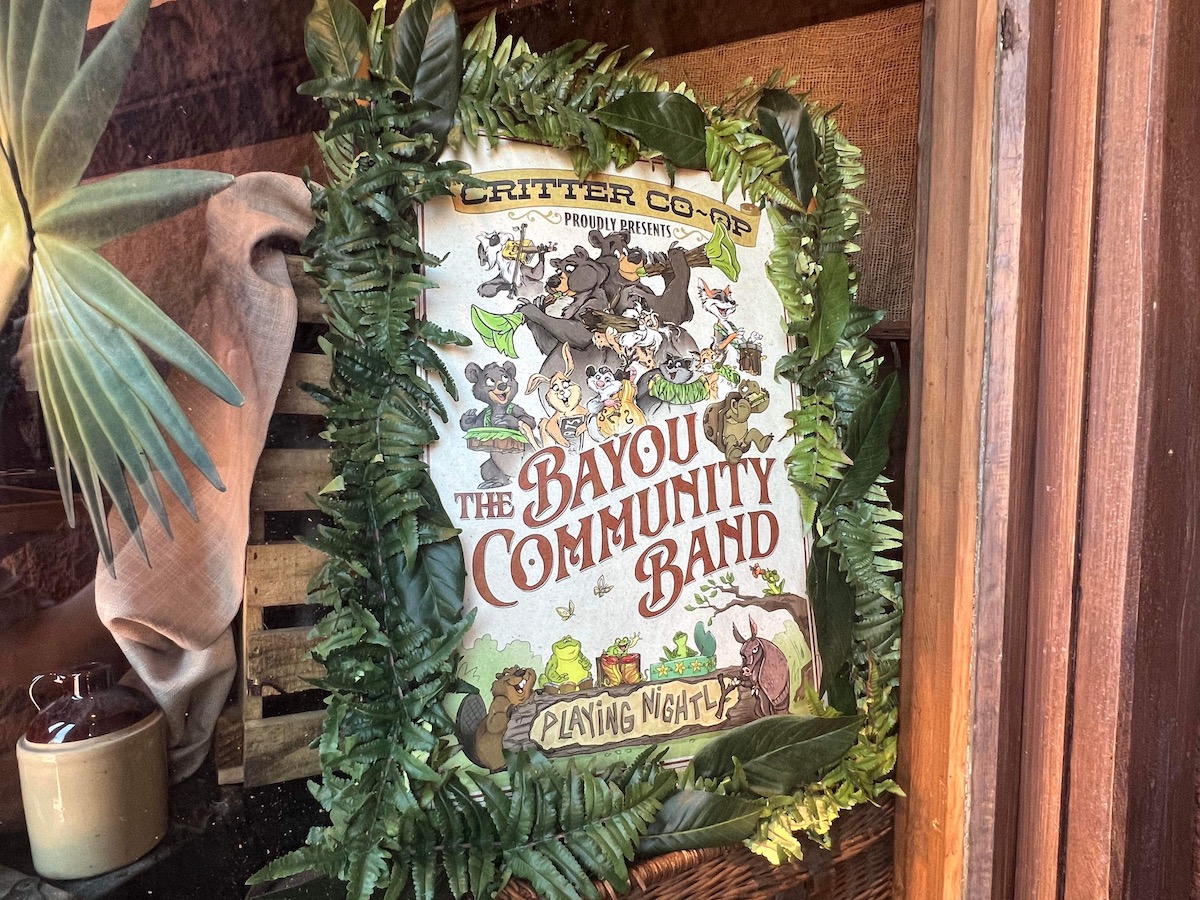 CRITTER CO~OP
PROUDLY PRESENTS
THE BAYOU
COMMUNITY
BAND
PLAYING NIGHTLY